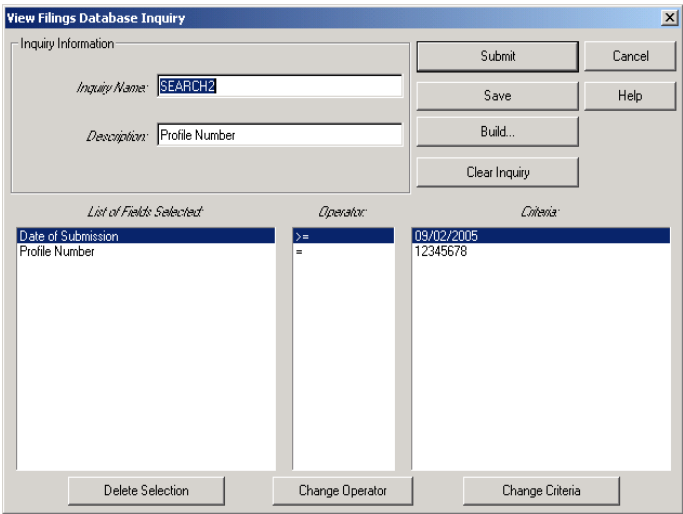 View Filings Database Inquiry
Inquiry Information
Submit
Cancel
Inquiry Name: SEARCH2
Save
Help
Description: Profile Number
Build...
Clear Inquiry
List of Fields Selected: Operator: Criteria:
Date of Submission >= 09/02/2005
Profile Number = 12345678
Delete Selection Change Operator Change Criteria